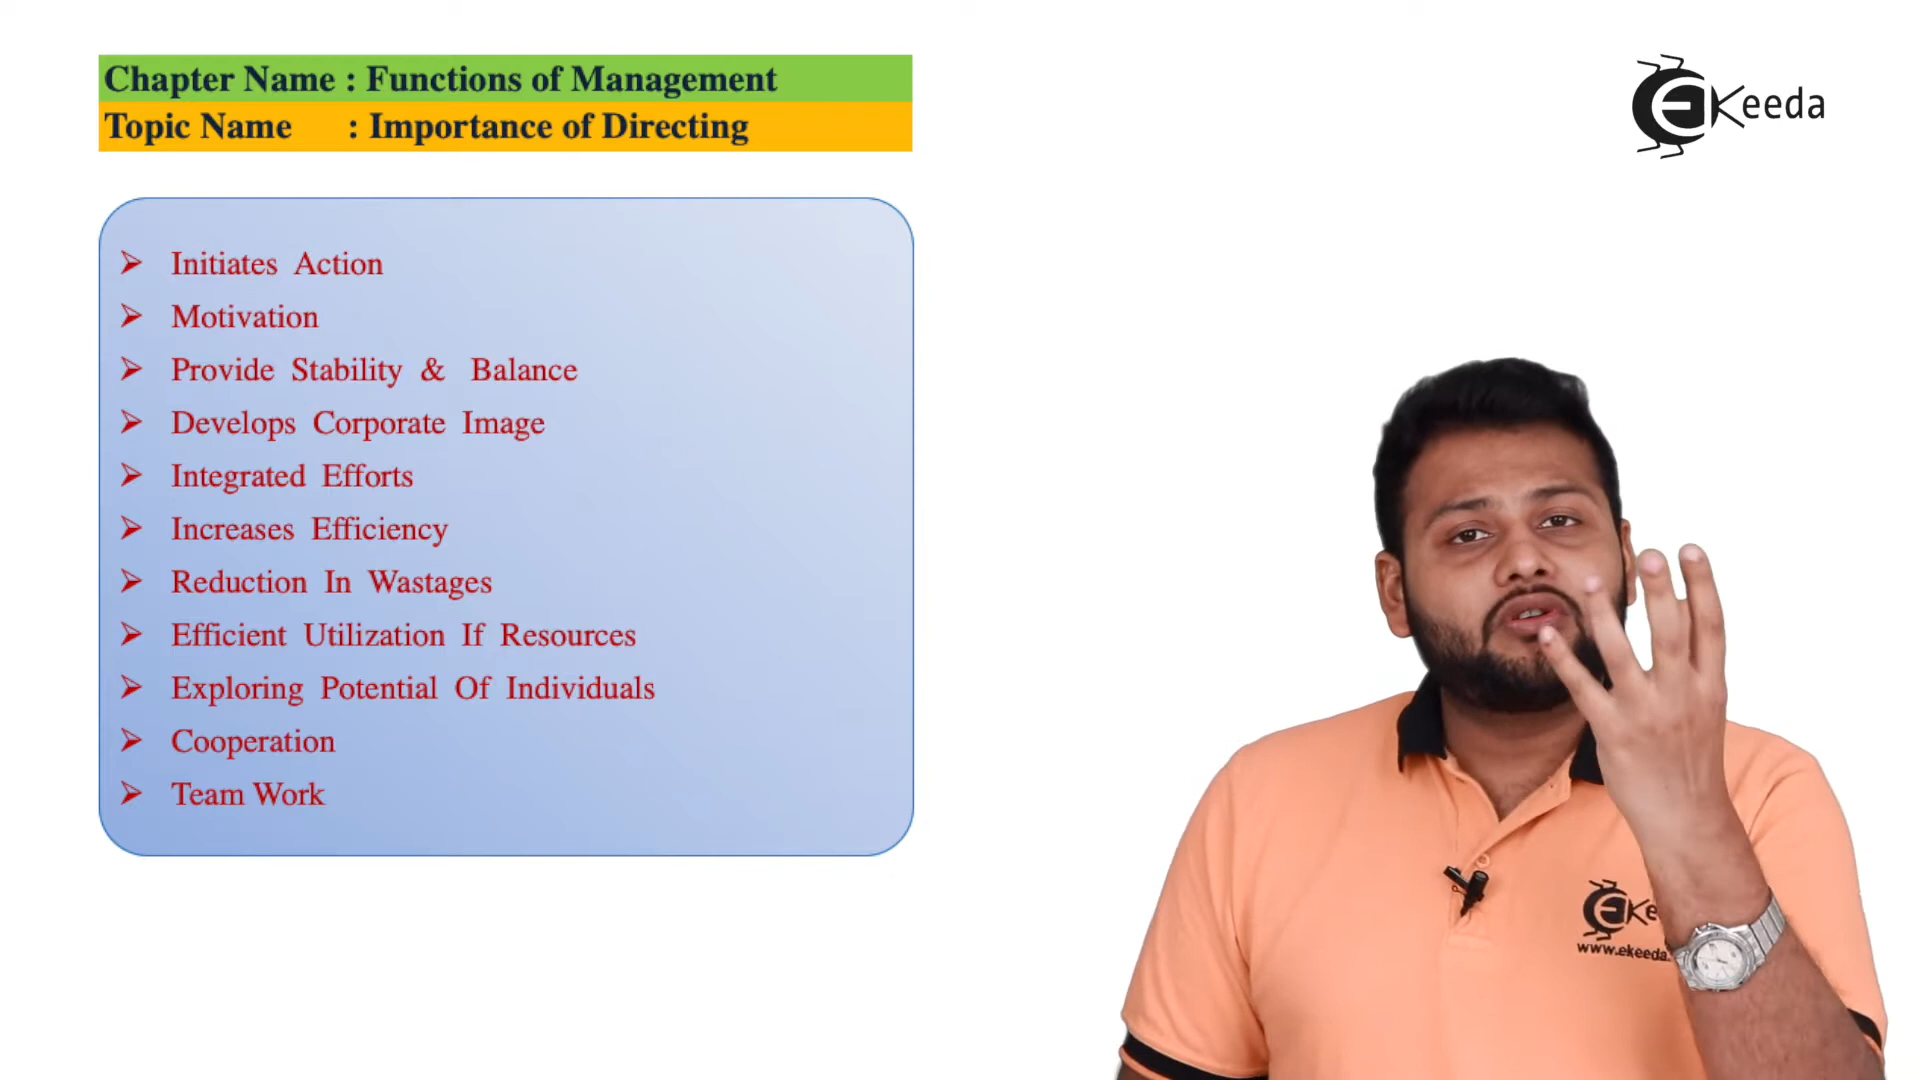 Chapter Name : Functions of Management
Topic Name : Importance of Directing
EKeeda
Initiates Action
Motivation
Provide Stability & Balance
Develops Corporate Image
Integrated Efforts
Increases Efficiency
Reduction In Wastages
Efficient Utilization If Resources
Exploring Potential Of Individuals
Cooperation
Team Work
EKe
www.ekeeda.